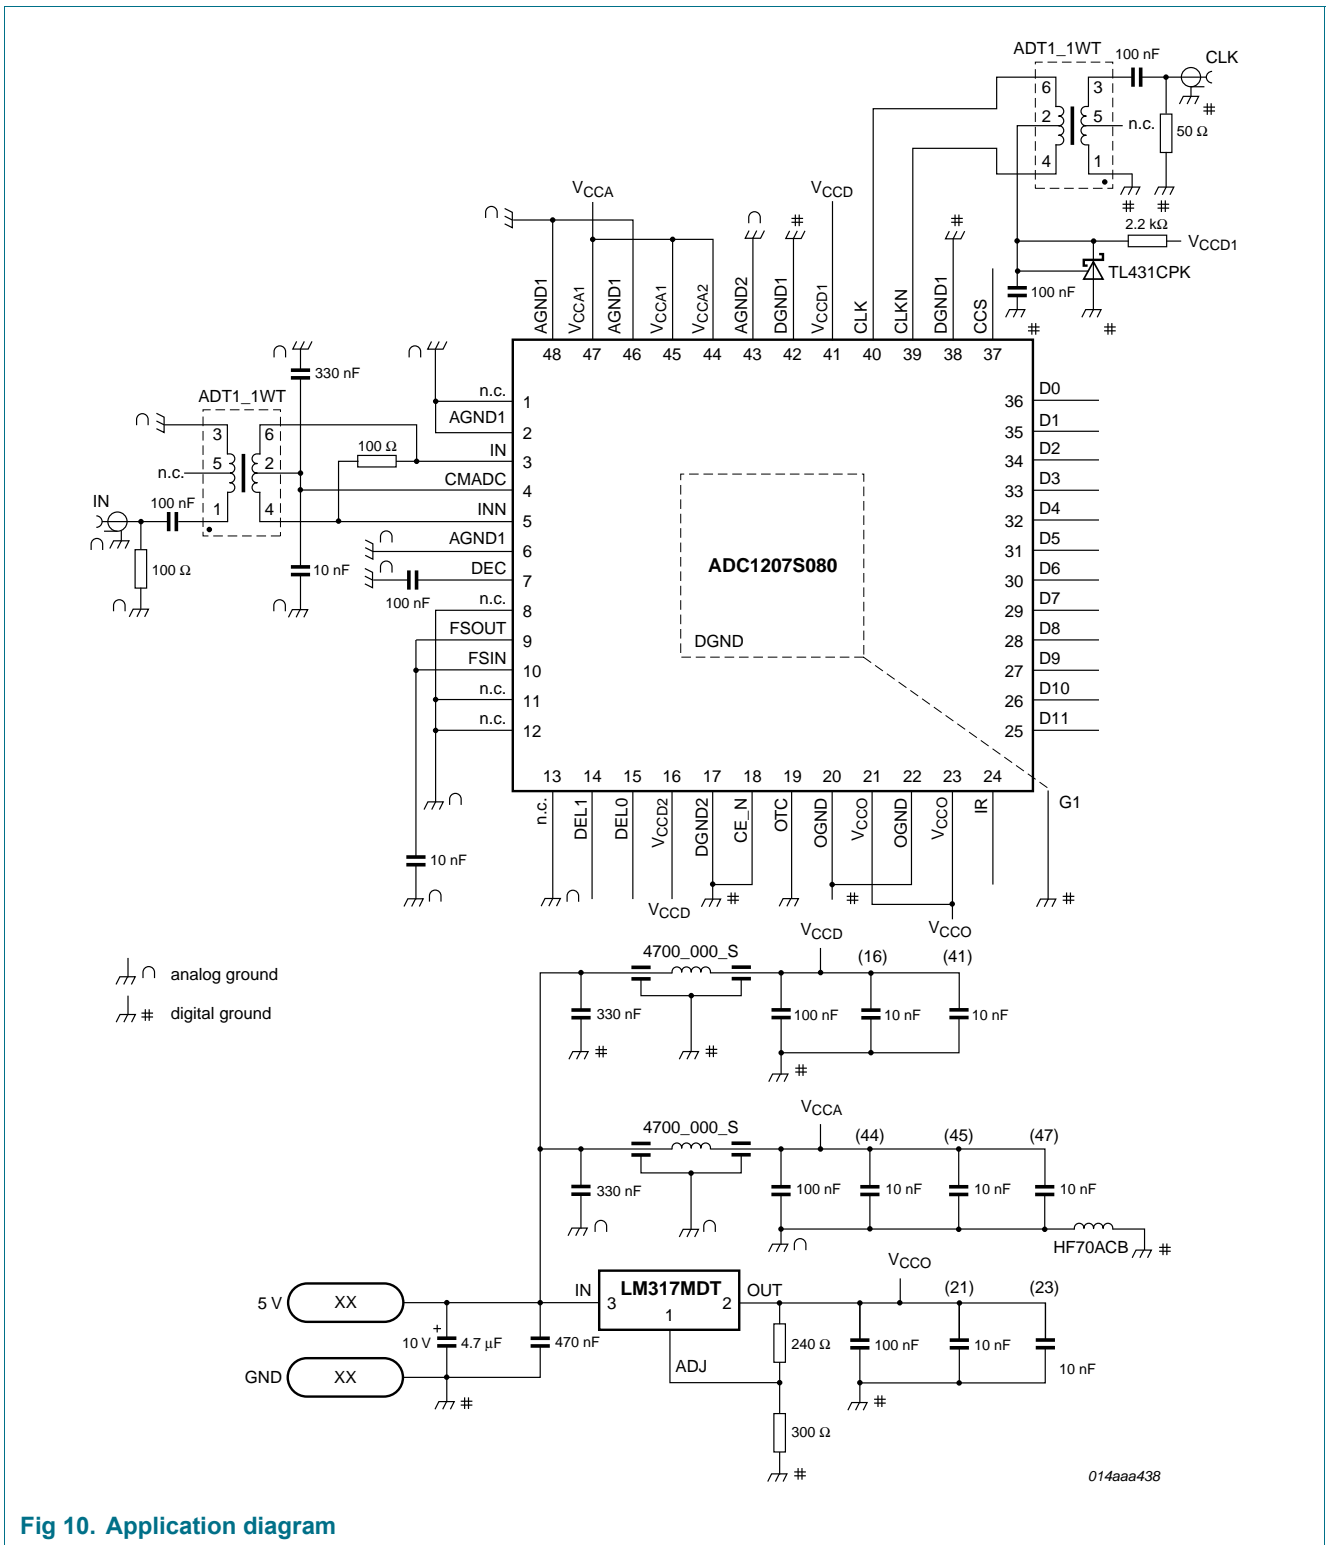 ADT1_1WT
100 nF
CLK
6
3
2
5
n.c.
50 Ω
4
1
#
#
#
VCCA
VCCD
2.2 kΩ
VCCD1
TL431CPK
100 nF
#
#
#
#
AGND1
VCCA1
AGND1
VCCA1
VCCA2
AGND2
DGND1
VCCD1
CLK
CLKN
DGND1
CCS
48
47
46
45
44
43
42
41
40
39
38
37
330 nF
ADT1_1WT
3
6
5
2
1
4
n.c.
IN
100 nF
100 Ω
100 Ω
10 nF
100 nF
n.c.
1
AGND1
2
IN
3
CMADC
4
INN
5
AGND1
6
DEC
7
n.c.
8
FSOUT
9
FSIN
10
n.c.
11
n.c.
12
10 nF
ADC1207S080
DGND
36 D0
35 D1
34 D2
33 D3
32 D4
31 D5
30 D6
29 D7
28 D8
27 D9
26 D10
25 D11
13
14
15
16
17
18
19
20
21
22
23
24
n.c.
DEL1
DEL0
VCCD2
DGND2
CE_N
OTC
OGND
VCCO
OGND
VCCO
IR
G1
VCCD
#
#
VCCO
#
analog ground
# digital ground
4700_000_S
VCCD
(16)
(41)
330 nF
100 nF
10 nF
10 nF
#
#
#
4700_000_S
VCCA
(44)
(45)
(47)
330 nF
100 nF
10 nF
10 nF
10 nF
HF70ACB
#
5 V
XX
GND
XX
10 V
+
4.7 μF
470 nF
#
IN
LM317MDT
3
2
1
OUT
ADJ
240 Ω
300 Ω
#
VCCO
(21)
(23)
100 nF
10 nF
10 nF
#
014aaa438
Fig 10. Application diagram